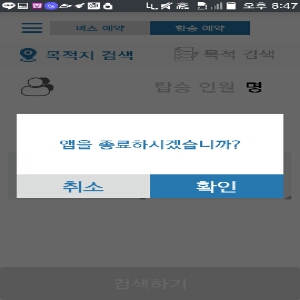 오후 8:47
버스 예약 합승 예약
목적지 검색 목적 검색
탑승 인원 명
앱을 종료하시겠습니까?
취소 확인
검색하기